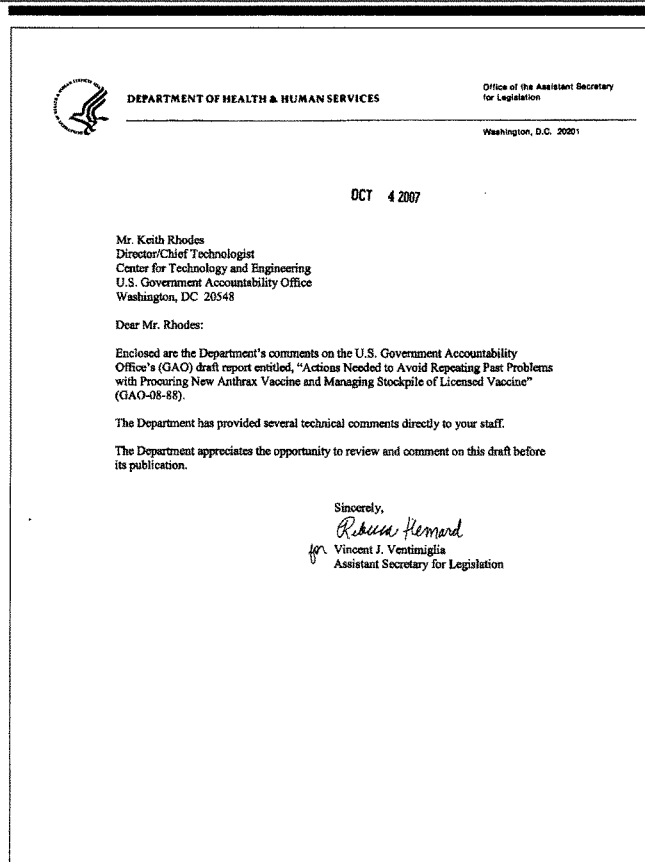 DEPARTMENT OF HEALTH & HUMAN SERVICES
Office of the Assistant Secretary
for Legislation
Washington, D.C. 20201
OCT 4 2007
Mr. Keith Rhodes
Director/Chief Technologist
Center for Technology and Engineering
U.S. Government Accountability Office
Washington, DC 20548
Dear Mr. Rhodes:
Enclosed are the Department's comments on the U.S. Government Accountability
Office's (GAO) draft report entitled, "Actions Needed to Avoid Repeating Past Problems
with Procuring New Anthrax Vaccine and Managing Stockpile of Licensed Vaccine"
(GAO-08-88).
The Department has provided several technical comments directly to your staff.
The Department appreciates the opportunity to review and comment on this draft before
its publication.
Sincerely,
Rebecca Hemard
for Vincent J. Ventimiglia
Assistant Secretary for Legislation